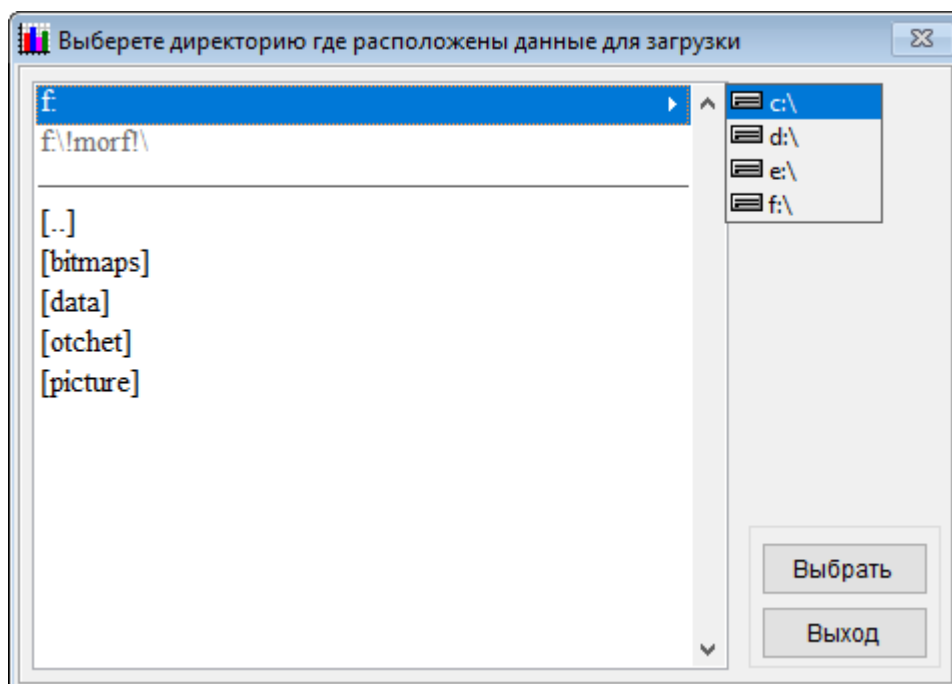 Выберете директорию где расположены данные для загрузки
f:
f:\!morf!\
[..]
[bitmaps]
[data]
[otchet]
[picture]
c:\
d:\
e:\
f:\
Выбрать
Выход